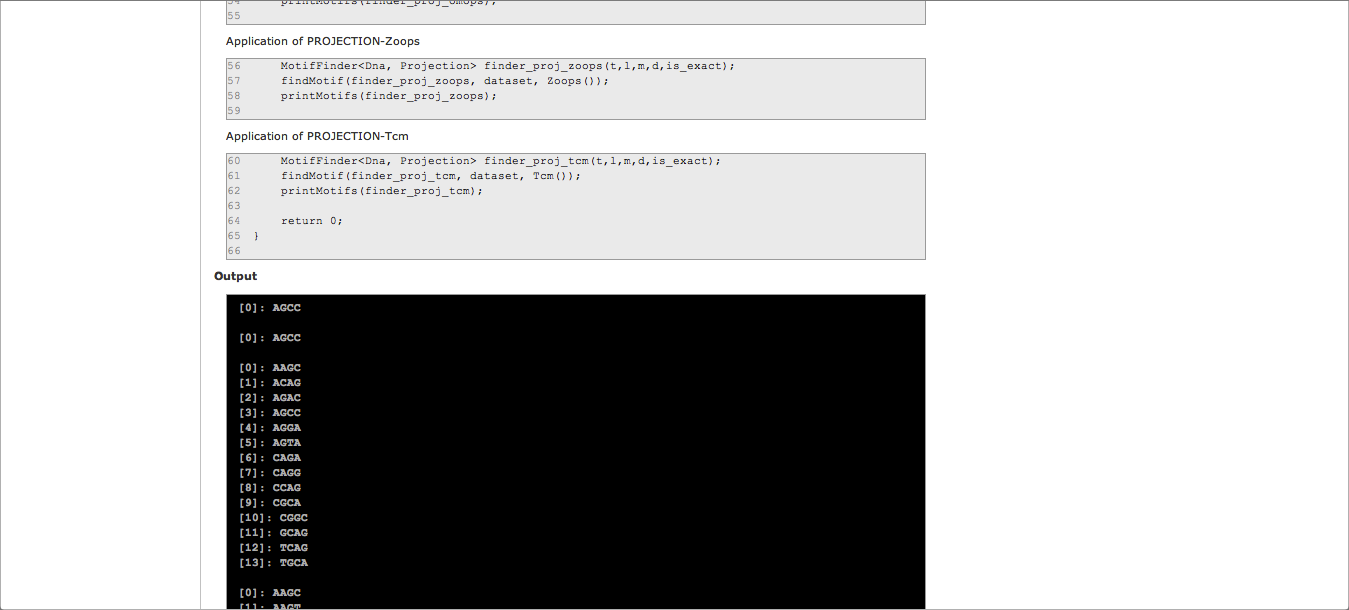 54 printMotifs(finder_proj_omops);
55
Application of PROJECTION-Zoops
56 MotifFinder<Dna, Projection> finder_proj_zoops(t,l,m,d,is_exact);
57 findMotif(finder_proj_zoops, dataset, Zoops());
58 printMotifs(finder_proj_zoops);
59
Application of PROJECTION-Tcm
60 MotifFinder<Dna, Projection> finder_proj_tcm(t,l,m,d,is_exact);
61 findMotif(finder_proj_tcm, dataset, Tcm());
62 printMotifs(finder_proj_tcm);
63
64 return 0;
65 }
66
Output
[0]: AGCC
[0]: AGCC
[0]: AAGC
[1]: ACAG
[2]: AGAC
[3]: AGCC
[4]: AGGA
[5]: AGTA
[6]: CAGA
[7]: CAGG
[8]: CCAG
[9]: CGCA
[10]: CGGC
[11]: GCAG
[12]: TCAG
[13]: TGCA
[0]: AAGC
[1]: AAGT